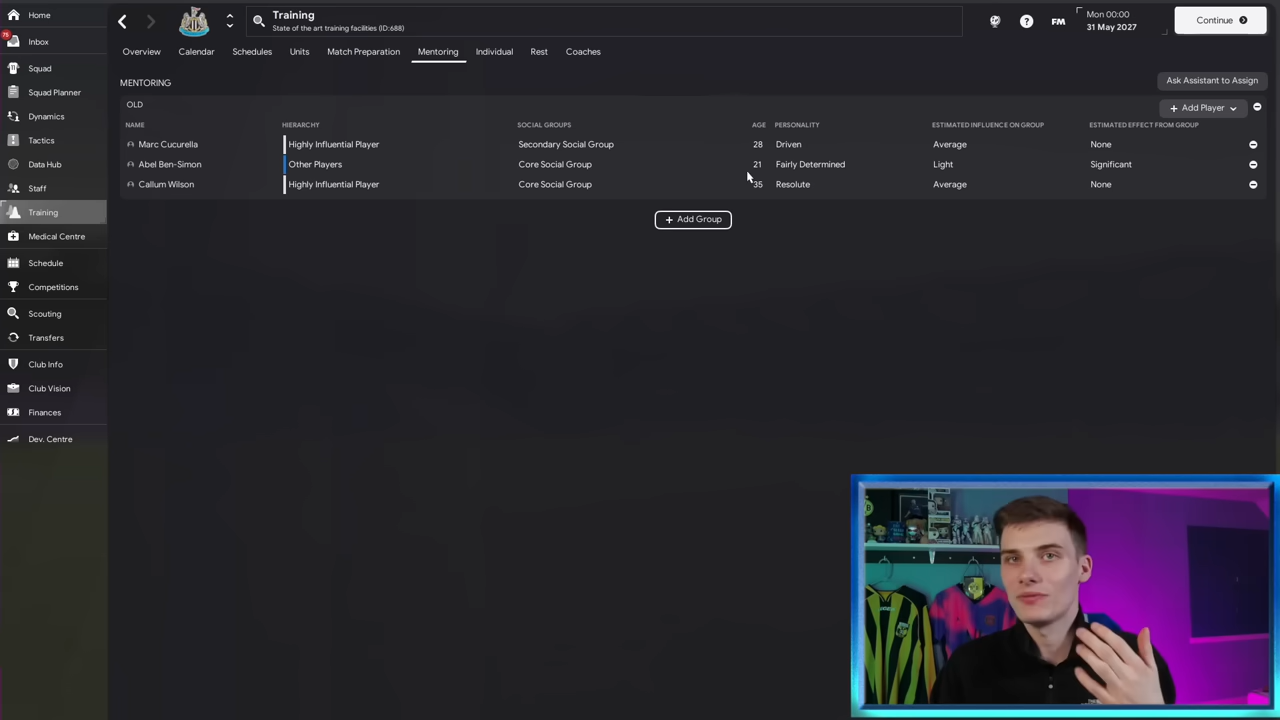 Home
75
Inbox
Squad
Squad Planner
Dynamics
Tactics
Data Hub
Staff
Training
Medical Centre
Schedule
Competitions
Scouting
Transfers
Club Info
Club Vision
Finances
Dev. Centre
Training
State of the art training facilities (ID:688)
? FM
Mon 00:00
31 May 2027
Continue
Overview Calendar Schedules Units Match Preparation Mentoring Individual Rest Coaches
MENTORING
Ask Assistant to Assign
OLD
+ Add Player
NAME HIERARCHY SOCIAL GROUPS AGE PERSONALITY ESTIMATED INFLUENCE ON GROUP ESTIMATED EFFECT FROM GROUP
Marc Cucurella Highly Influential Player Secondary Social Group 28 Driven Average None
Abel Ben-Simon Other Players Core Social Group 21 Fairly Determined Light Significant
Callum Wilson Highly Influential Player Core Social Group 35 Resolute Average None
+ Add Group